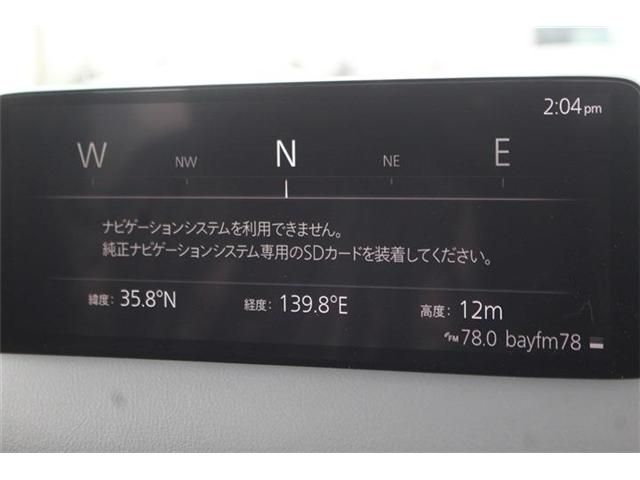 2:04pm
W NW N NE E
ナビゲーションシステムを利用できません。
純正ナビゲーションシステム専用のSDカードを装着してください。
緯度: 35.8°N 経度: 139.8°E 高度: 12m
FM 78.0 bayfm78